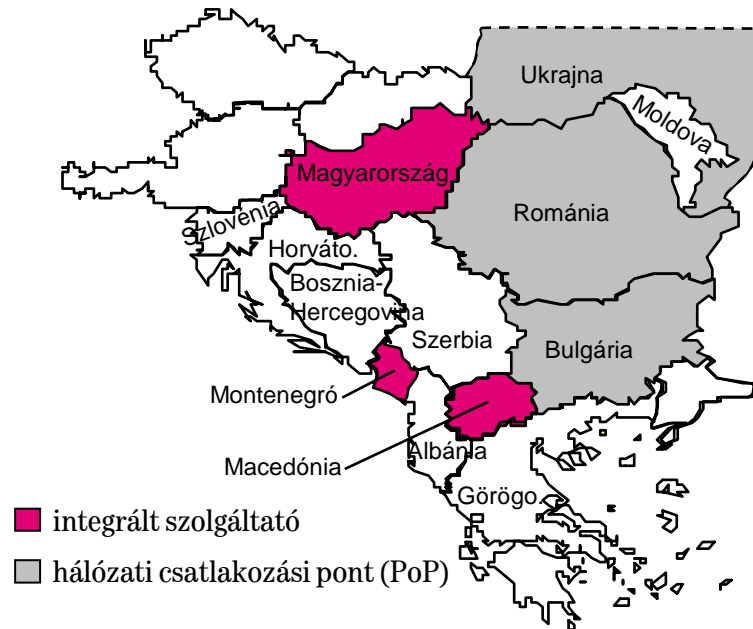 Ukrajna
Moldova
Magyarország
Románia
Szlovénia
Horváto.
Bosznia-
Hercegovina
Szerbia
Bulgária
Montenegró
Macedónia
Albánia
Görögo.
integrált szolgáltató
hálózati csatlakozási pont (PoP)